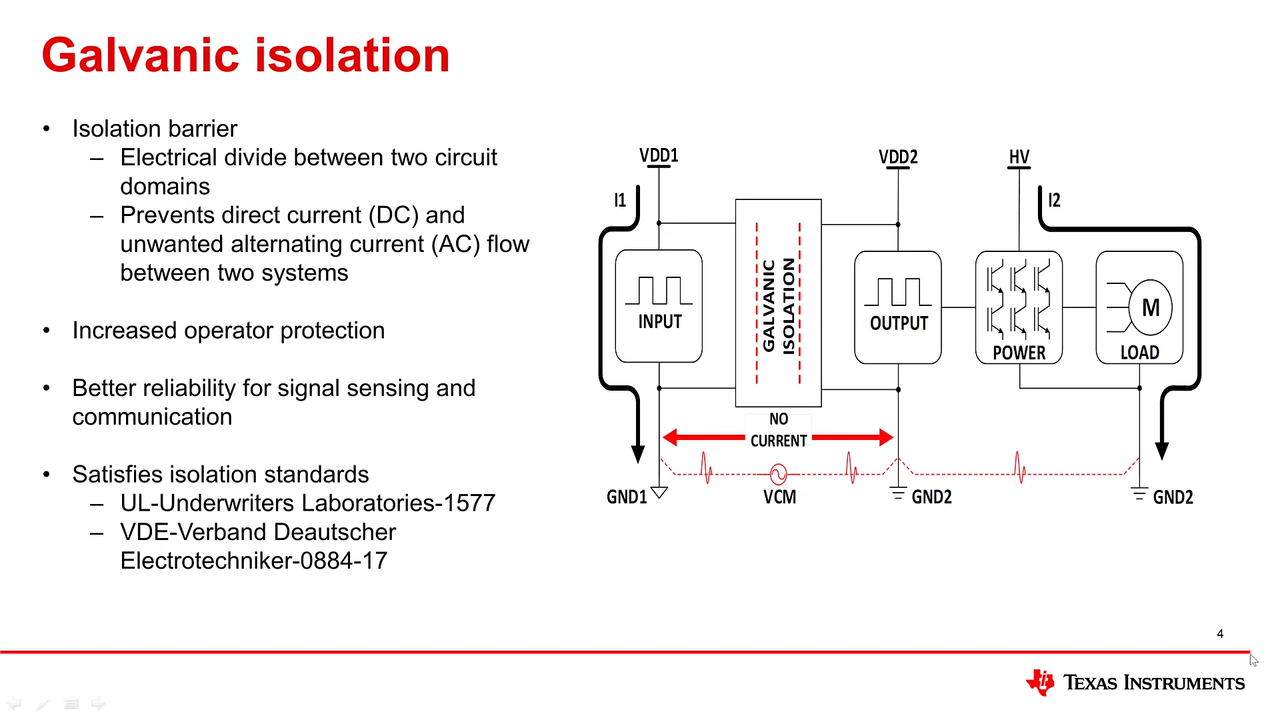 Galvanic isolation
• Isolation barrier
– Electrical divide between two circuit
domains
– Prevents direct current (DC) and
unwanted alternating current (AC) flow
between two systems
• Increased operator protection
• Better reliability for signal sensing and
communication
• Satisfies isolation standards
– UL-Underwriters Laboratories-1577
– VDE-Verband Deautscher
Electrotechniker-0884-17
VDD1
VDD2
HV
I1
I2
INPUT
GALVANIC
ISOLATION
OUTPUT
POWER
M
LOAD
NO
CURRENT
GND1
VCM
GND2
GND2
4
TEXAS INSTRUMENTS